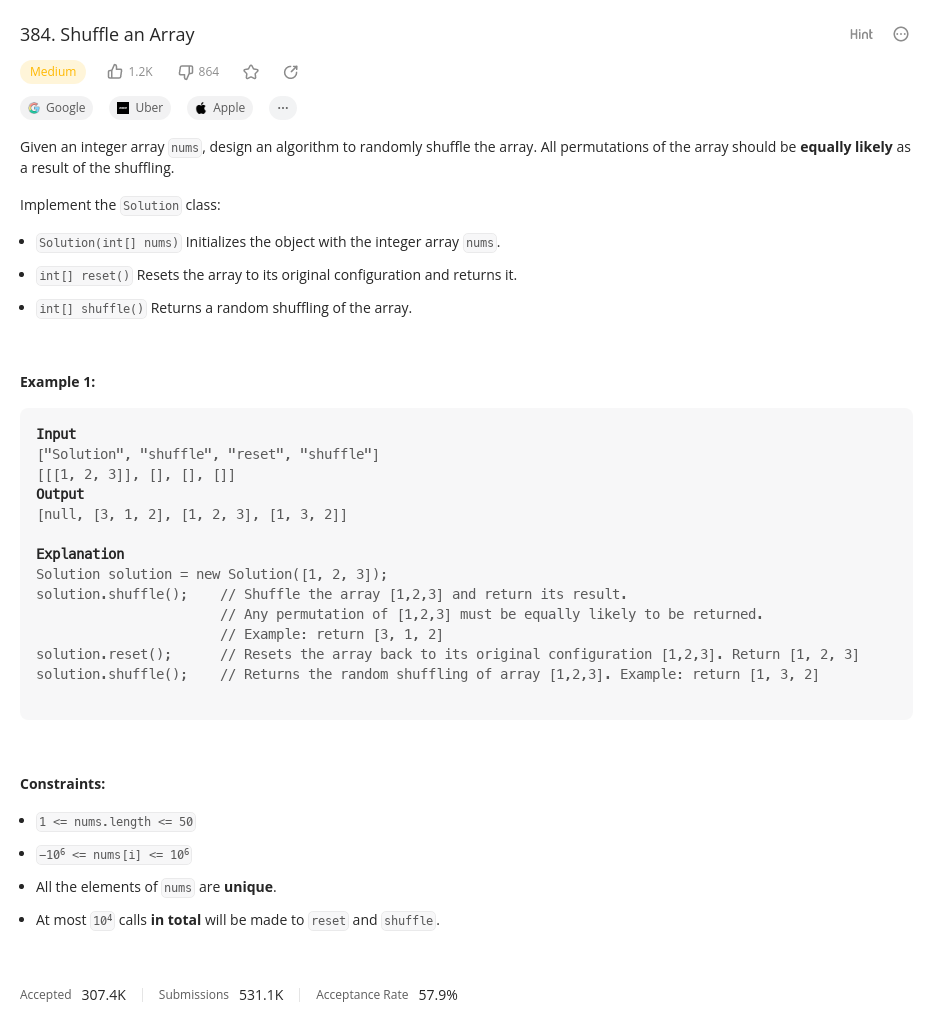 384. Shuffle an Array
Hint
Medium
1.2K
864
Google
Uber
Apple
Given an integer array nums, design an algorithm to randomly shuffle the array. All permutations of the array should be equally likely as
a result of the shuffling.
Implement the Solution class:
• Solution(int[] nums) Initializes the object with the integer array nums.
• int[] reset() Resets the array to its original configuration and returns it.
• int[] shuffle() Returns a random shuffling of the array.
Example 1:
Input
["Solution", "shuffle", "reset", "shuffle"]
[[[1, 2, 3]], [], [], []]
Output
[null, [3, 1, 2], [1, 2, 3], [1, 3, 2]]
Explanation
Solution solution = new Solution([1, 2, 3]);
solution.shuffle();    // Shuffle the array [1,2,3] and return its result.
                       // Any permutation of [1,2,3] must be equally likely to be returned.
                       // Example: return [3, 1, 2]
solution.reset();      // Resets the array back to its original configuration [1,2,3]. Return [1, 2, 3]
solution.shuffle();    // Returns the random shuffling of array [1,2,3]. Example: return [1, 3, 2]
Constraints:
• 1 <= nums.length <= 50
• −10⁶ <= nums[i] <= 10⁶
• All the elements of nums are unique.
• At most 10⁴ calls in total will be made to reset and shuffle.
Accepted 307.4K Submissions 531.1K Acceptance Rate 57.9%